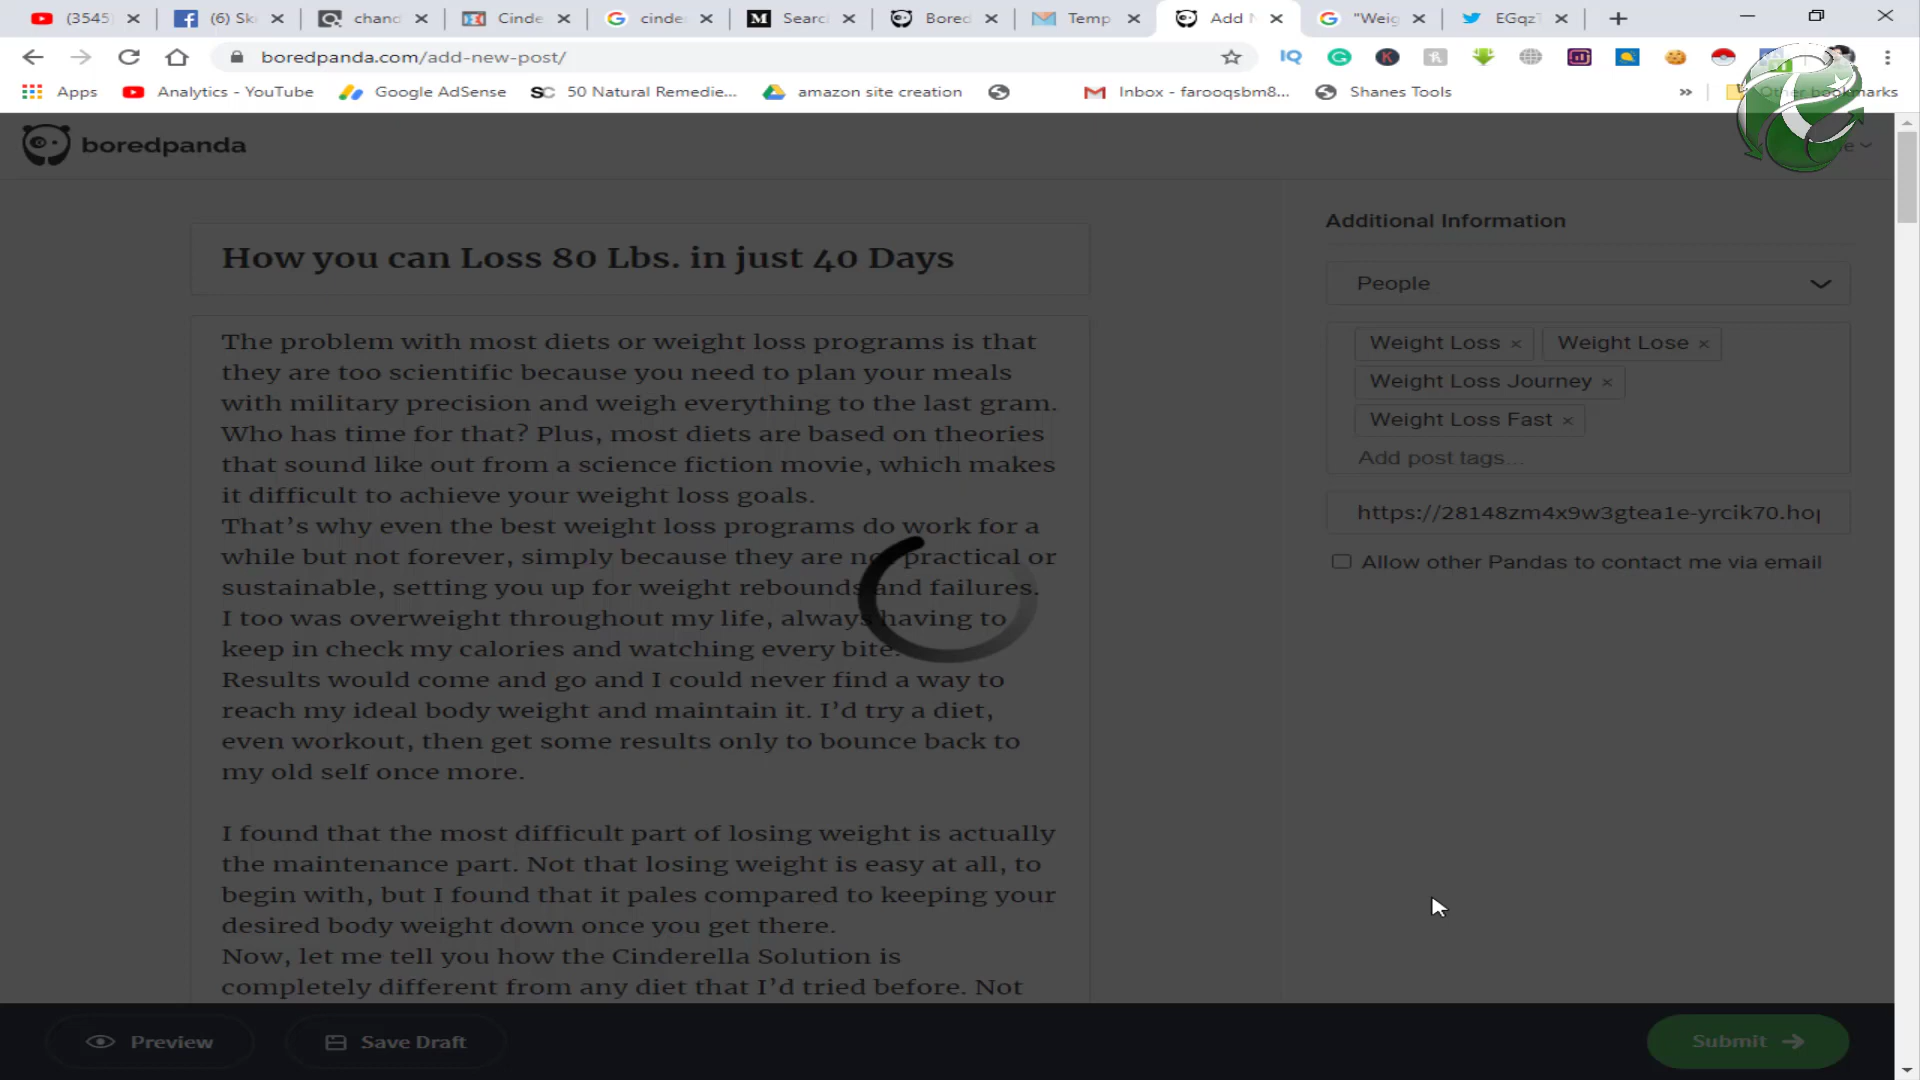 (3545)
(6) Sk
chanc
Cinde
cinde
Searc
Bored
Temp
Add N
"Weig
EGqzT
boredpanda.com/add-new-post/
Apps
Analytics - YouTube
Google AdSense
50 Natural Remedie...
amazon site creation
Inbox - farooqsbm8...
Shanes Tools
»
Other bookmarks
boredpanda
How you can Loss 80 Lbs. in just 40 Days
The problem with most diets or weight loss programs is that
they are too scientific because you need to plan your meals
with military precision and weigh everything to the last gram.
Who has time for that? Plus, most diets are based on theories
that sound like out from a science fiction movie, which makes
it difficult to achieve your weight loss goals.
That's why even the best weight loss programs do work for a
while but not forever, simply because they are not practical or
sustainable, setting you up for weight rebounds and failures.
I too was overweight throughout my life, always having to
keep in check my calories and watching every bite.
Results would come and go and I could never find a way to
reach my ideal body weight and maintain it. I'd try a diet,
even workout, then get some results only to bounce back to
my old self once more.
I found that the most difficult part of losing weight is actually
the maintenance part. Not that losing weight is easy at all, to
begin with, but I found that it pales compared to keeping your
desired body weight down once you get there.
Now, let me tell you how the Cinderella Solution is
completely different from any diet that I'd tried before. Not
Additional Information
People
Weight Loss × Weight Lose ×
Weight Loss Journey ×
Weight Loss Fast ×
Add post tags...
https://28148zm4x9w3gtea1e-yrcik70.hop
Allow other Pandas to contact me via email
Preview
Save Draft
Submit